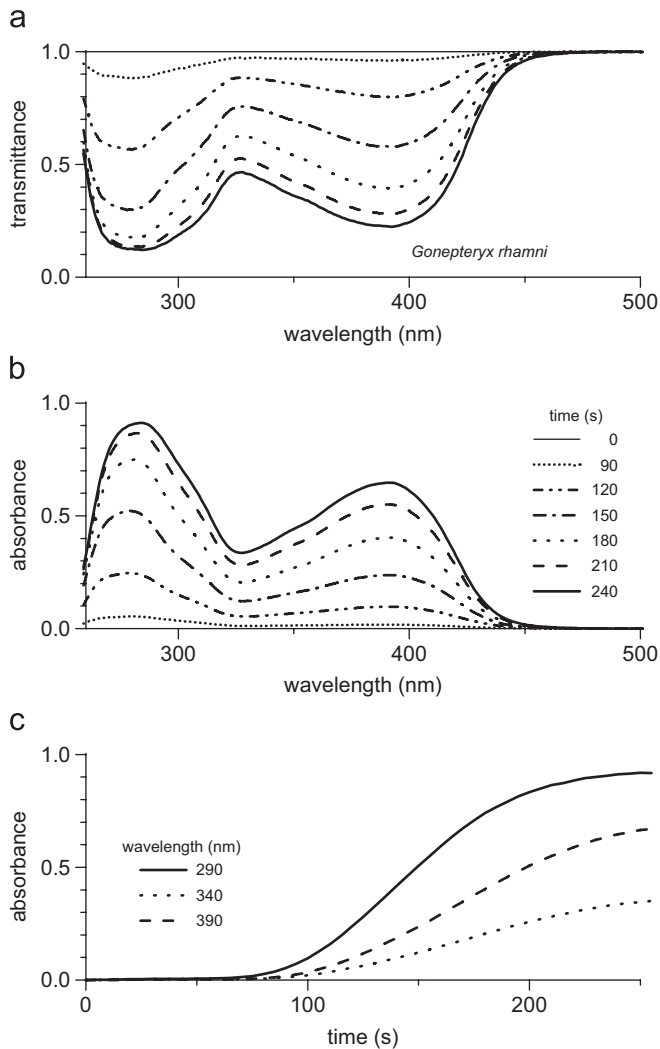 a
1.0
transmittance
0.5
0.0
Gonepteryx rhamni
300
400
500
wavelength (nm)
b
1.0
absorbance
0.5
0.0
time (s)
0
90
120
150
180
210
240
300
400
500
wavelength (nm)
c
1.0
absorbance
0.5
0.0
wavelength (nm)
290
340
390
0
100
200
time (s)